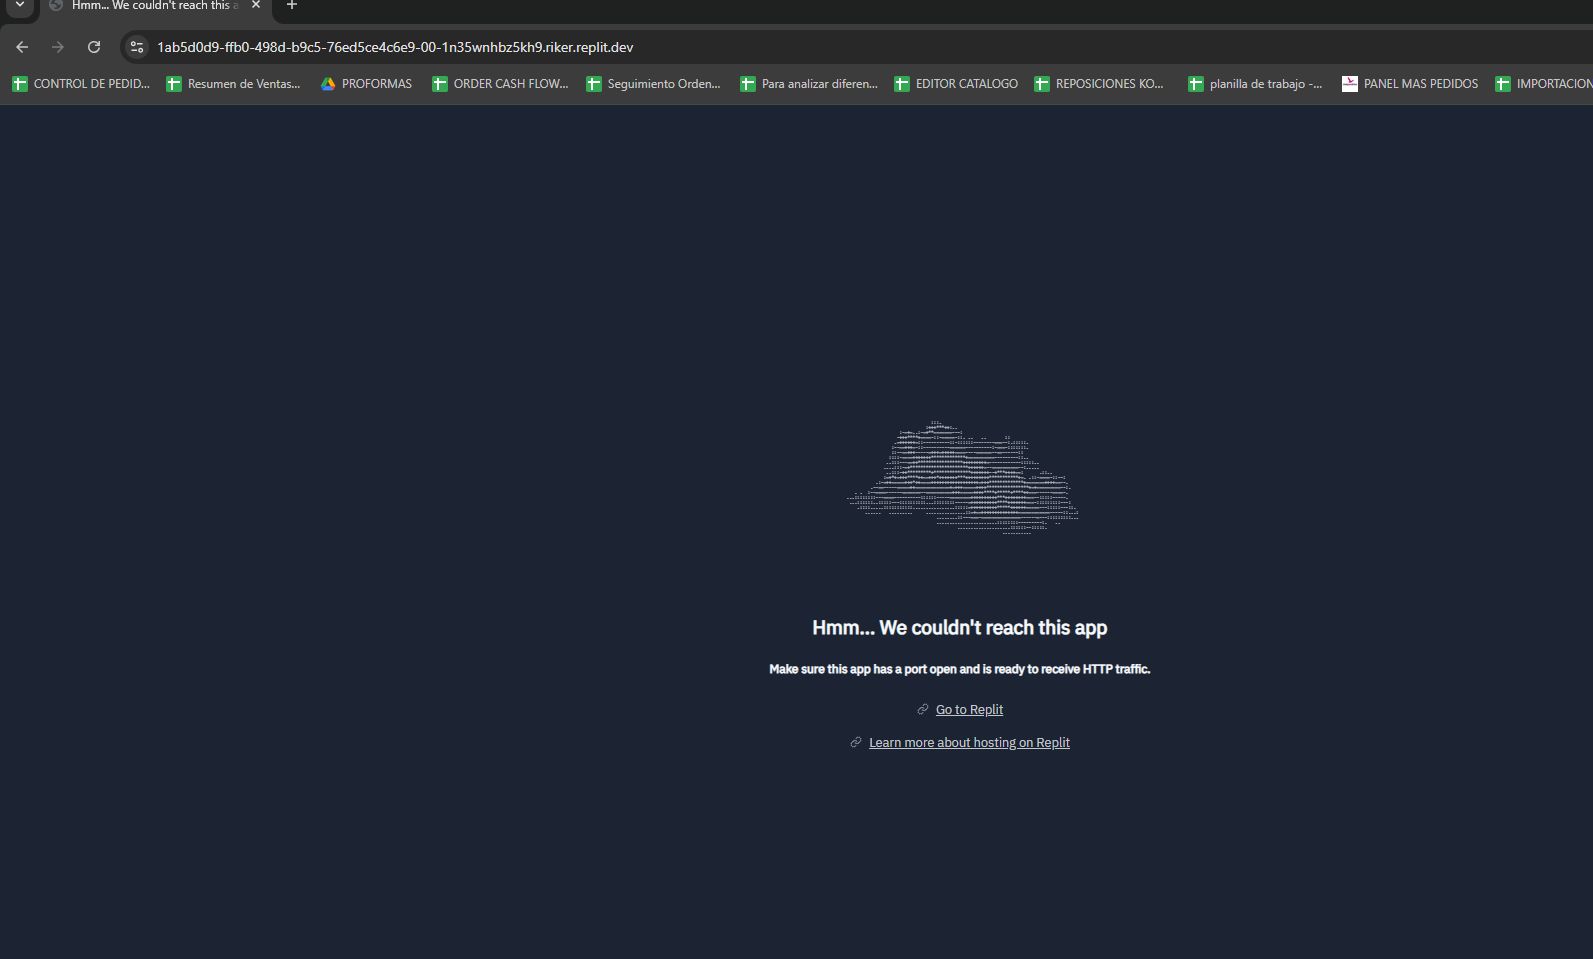 Hmm... We couldn't reach this a
1ab5d0d9-ffb0-498d-b9c5-76ed5ce4c6e9-00-1n35wnhbz5kh9.riker.replit.dev
CONTROL DE PEDID... Resumen de Ventas... PROFORMAS ORDER CASH FLOW... Seguimiento Orden... Para analizar diferen... EDITOR CATALOGO REPOSICIONES KO... planilla de trabajo -... PANEL MAS PEDIDOS IMPORTACION
Hmm... We couldn't reach this app
Make sure this app has a port open and is ready to receive HTTP traffic.
Go to Replit
Learn more about hosting on Replit